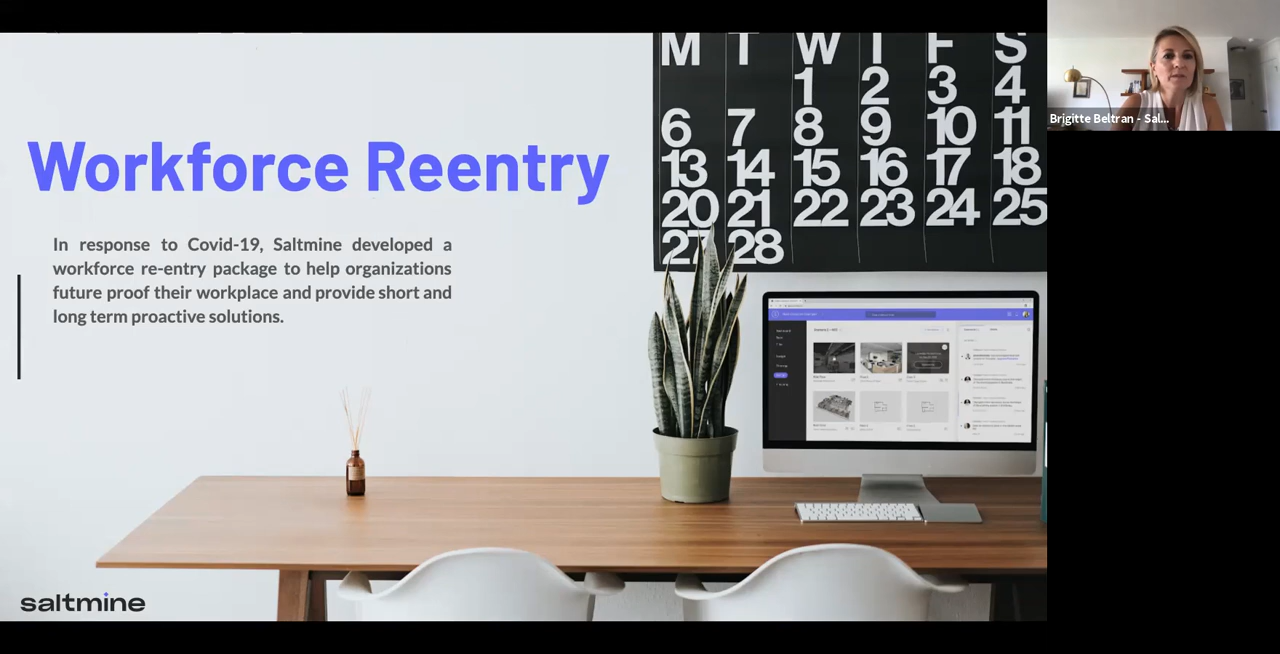 M T W T F S
1 2 3 4
6 7 8 9 10 11
13 14 15 16 17 18
20 21 22 23 24 25
27 28
Brigitte Beltran - Sal...
Workforce Reentry
In response to Covid-19, Saltmine developed a
workforce re-entry package to help organizations
future proof their workplace and provide short and
long term proactive solutions.
saltmine